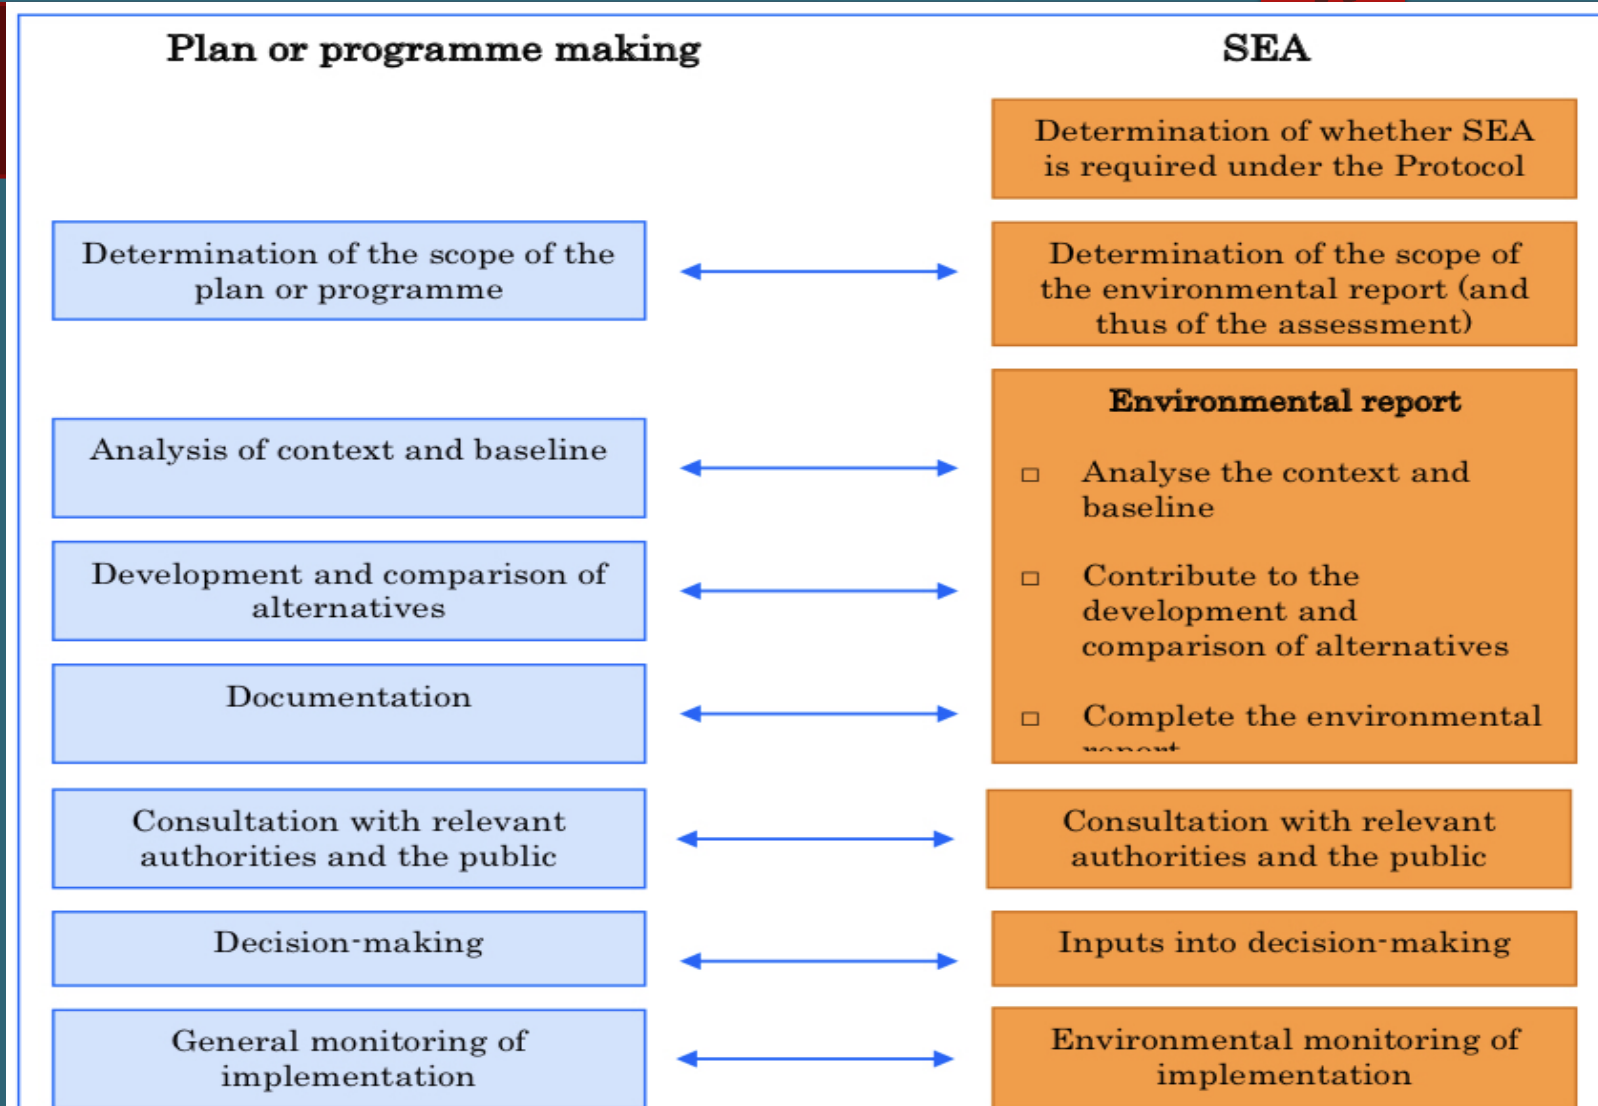 Plan or programme making
SEA
Determination of whether SEA
is required under the Protocol
Determination of the scope of the
plan or programme
Determination of the scope of
the environmental report (and
thus of the assessment)
Analysis of context and baseline
Development and comparison of
alternatives
Documentation
Environmental report
□ Analyse the context and
baseline
□ Contribute to the
development and
comparison of alternatives
□ Complete the environmental
report
Consultation with relevant
authorities and the public
Consultation with relevant
authorities and the public
Decision-making
Inputs into decision-making
General monitoring of
implementation
Environmental monitoring of
implementation